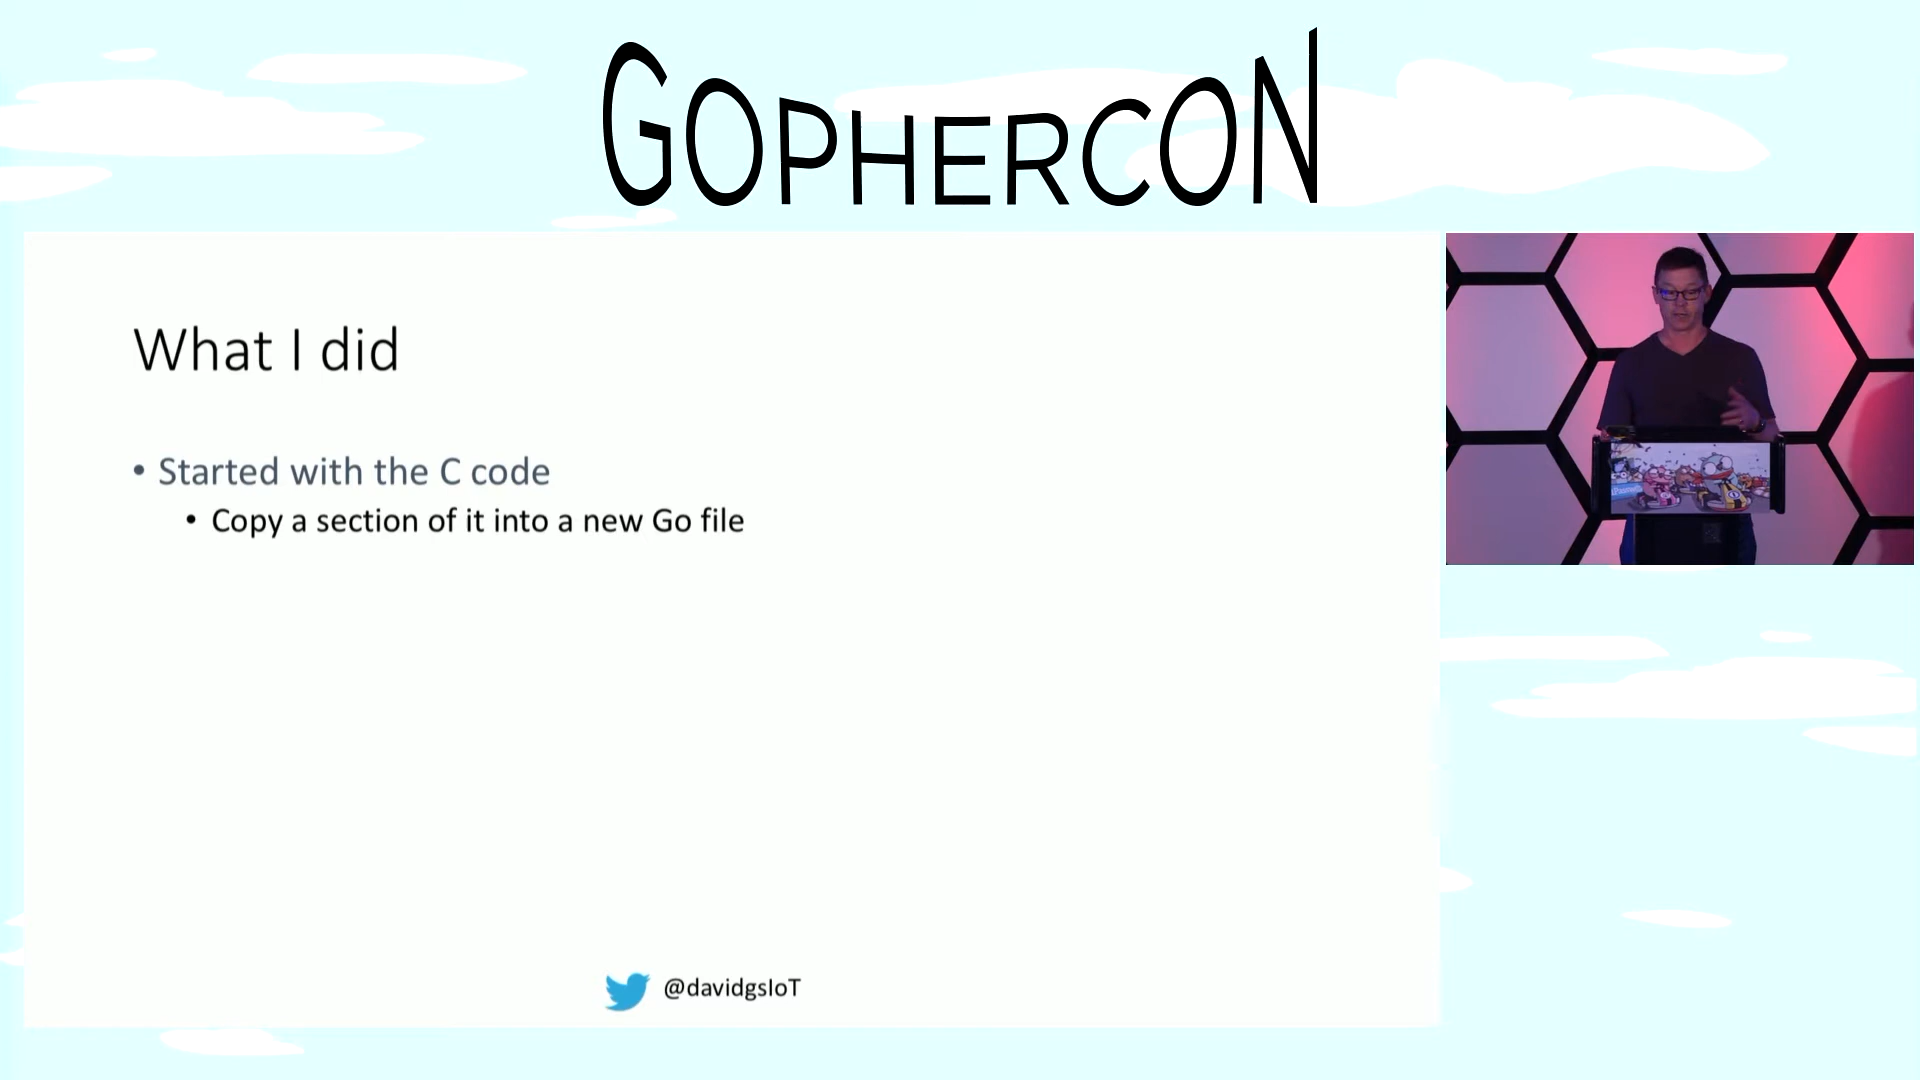 GOPHERCON
What I did
• Started with the C code
• Copy a section of it into a new Go file
@davidgsIoT